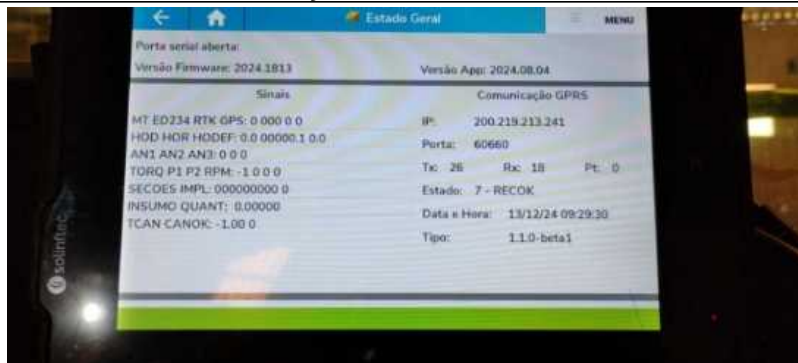 Estado Geral
MENU
Porta serial aberta:
Versão Firmware: 2024.1813
Versão App: 2024.08.04
Sinais
MT ED234 RTK GPS: 0 000 0 0
HOD HOR HODEF: 0.0 00000.1 0.0
AN1 AN2 AN3: 0 0 0
TORQ P1 P2 RPM: -1 0 0 0
SECOES IMPL: 000000000 0
INSUMO QUANT: 0.00000
TCAN CANOK: -1.00 0
Comunicação GPRS
IP: 200.219.213.241
Porta: 60660
Tx: 26 Rx: 18 Pt: 0
Estado: 7 - RECOK
Data e Hora: 13/12/24 09:29:30
Tipo: 1.1.0-beta1
solinftec